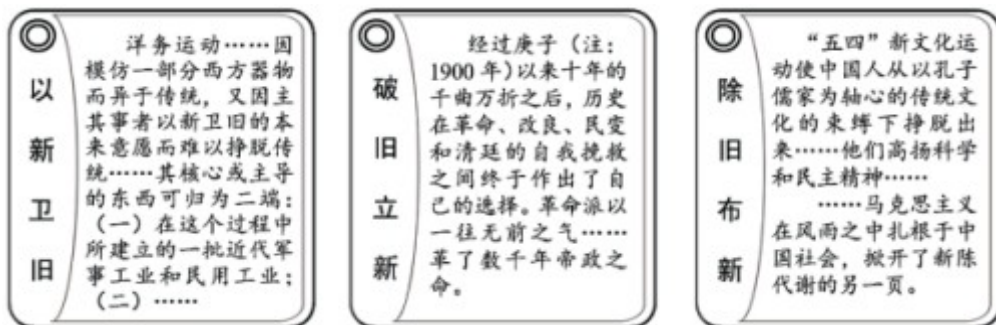 以新卫旧
洋务运动……因
模仿一部分西方器物
而异于传统，又因主
其事者以新卫旧的本
来意愿而难以挣脱传
统……其核心或主导
的东西可归为二端：
（一）在这个过程中
所建立的一批近代军
事工业和民用工业；
（二）……
破旧立新
经过庚子（注：
1900年）以来十年的
千曲万折之后，历史
在革命、改良、民变
和清廷的自我挽救
之间终于作出了自
己的选择。革命派以
一往无前之气……
革了数千年帝政之
命。
除旧布新
“五四”新文化运
动使中国人从以孔子
儒家为轴心的传统文
化的束缚下挣脱出
来……他们高扬科学
和民主精神……
……马克思主义
在风雨之中扎根于中
国社会，掀开了新陈
代谢的另一页。